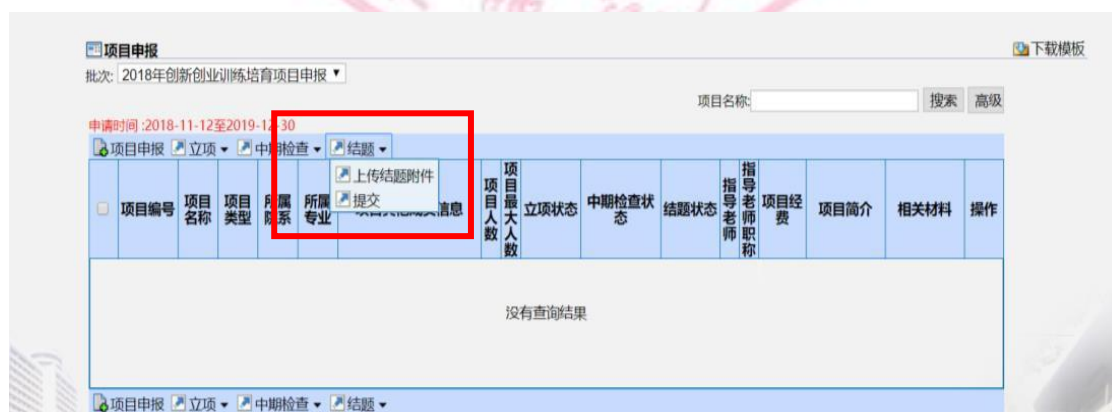 项目申报
下载模板
批次: 2018年创新创业训练培育项目申报
项目名称:
搜索 高级
申请时间 :2018-11-12至2019-12-30
项目申报 立项 中期检查 结题
上传结题附件
提交
项目编号 项目名称 项目类型 所属院系 所属专业 信息 项目人数 项目最大人数 立项状态 中期检查状态 结题状态 指导老师 指导老师职称 项目经费 项目简介 相关材料 操作
没有查询结果
项目申报 立项 中期检查 结题